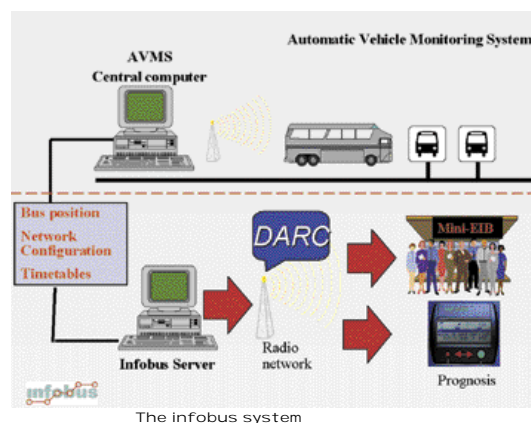 Automatic Vehicle Monitoring System
AVMS
Central computer
Bus position
Network
Configuration
Timetables
DARC
Mini-EIB
Infobus Server
Radio
network
Prognosis
infobus
The infobus system